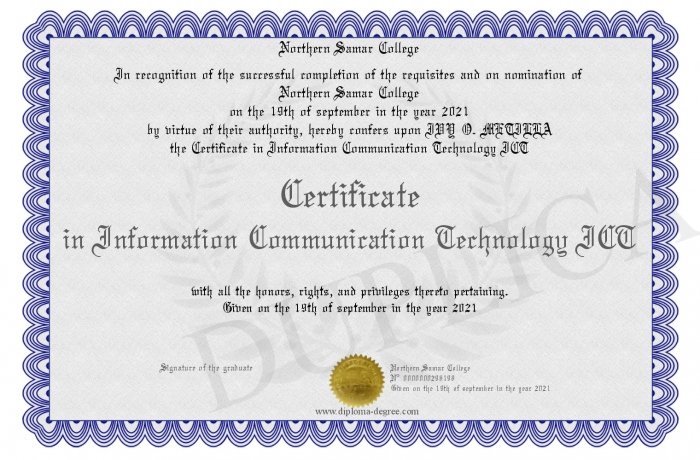 Northern Samar College
In recognition of the successful completion of the requisites and on nomination of
Northern Samar College
on the 19th of september in the year 2021
by virtue of their authority, hereby confers upon IVY O. METILLA
the Certificate in Information Communication Technology ICT
Certificate
in Information Communication Technology ICT
with all the honors, rights, and privileges thereto pertaining.
Given on the 19th of september in the year 2021
DUPLICA
Signature of the graduate
Northern Samar College
N° 0000000298198
Given on the 19th of september in the year 2021
www.diploma-degree.com